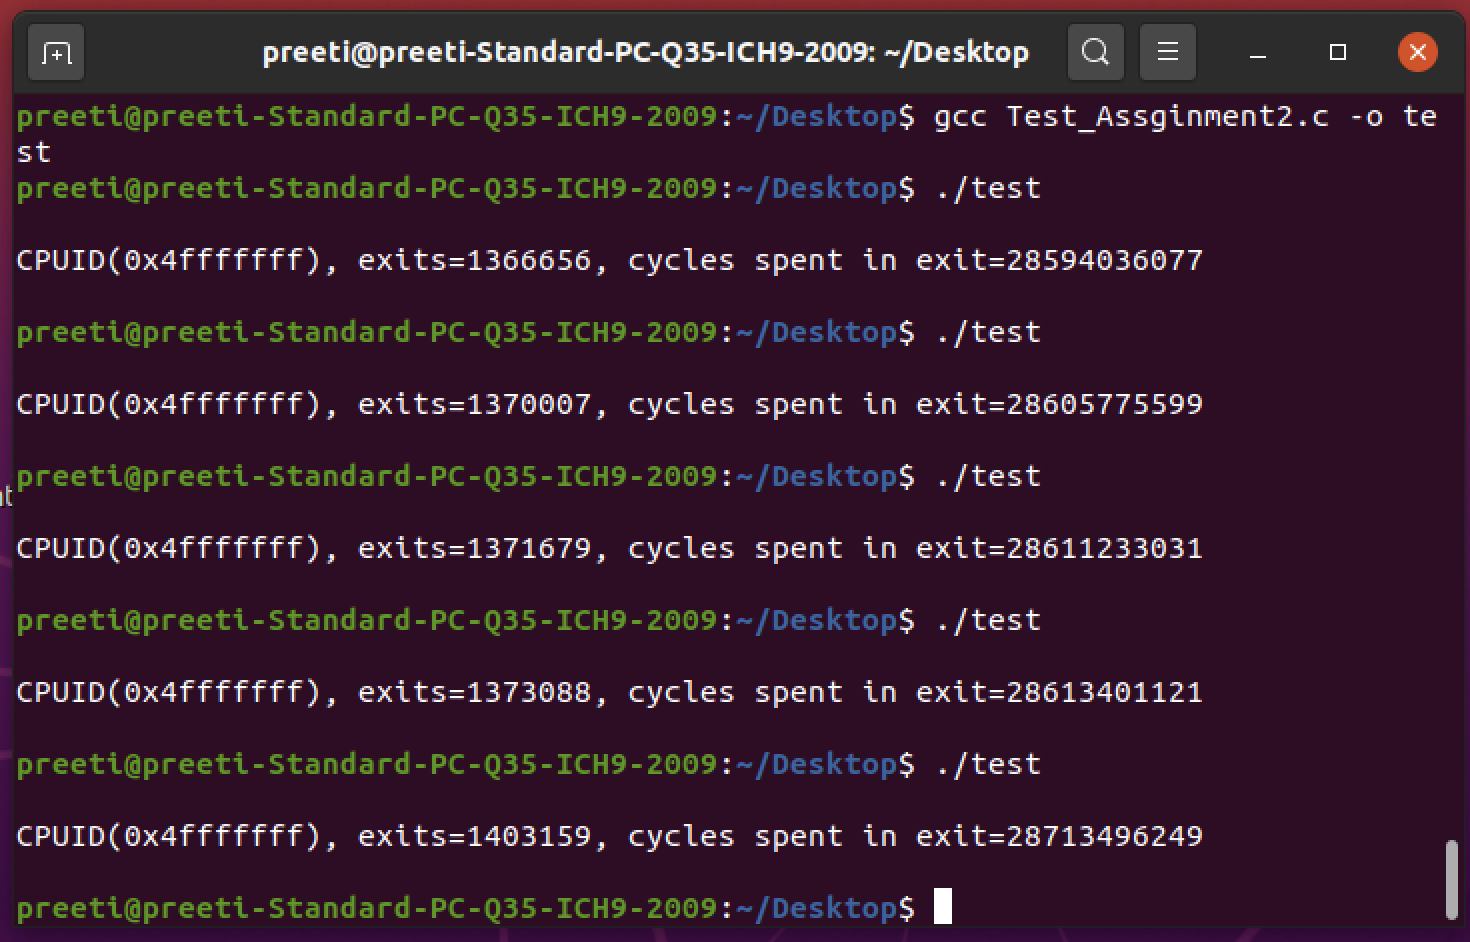 preeti@preeti-Standard-PC-Q35-ICH9-2009: ~/Desktop
preeti@preeti-Standard-PC-Q35-ICH9-2009:~/Desktop$ gcc Test_Assginment2.c -o te
st
preeti@preeti-Standard-PC-Q35-ICH9-2009:~/Desktop$ ./test
CPUID(0x4fffffff), exits=1366656, cycles spent in exit=28594036077
preeti@preeti-Standard-PC-Q35-ICH9-2009:~/Desktop$ ./test
CPUID(0x4fffffff), exits=1370007, cycles spent in exit=28605775599
preeti@preeti-Standard-PC-Q35-ICH9-2009:~/Desktop$ ./test
CPUID(0x4fffffff), exits=1371679, cycles spent in exit=28611233031
preeti@preeti-Standard-PC-Q35-ICH9-2009:~/Desktop$ ./test
CPUID(0x4fffffff), exits=1373088, cycles spent in exit=28613401121
preeti@preeti-Standard-PC-Q35-ICH9-2009:~/Desktop$ ./test
CPUID(0x4fffffff), exits=1403159, cycles spent in exit=28713496249
preeti@preeti-Standard-PC-Q35-ICH9-2009:~/Desktop$